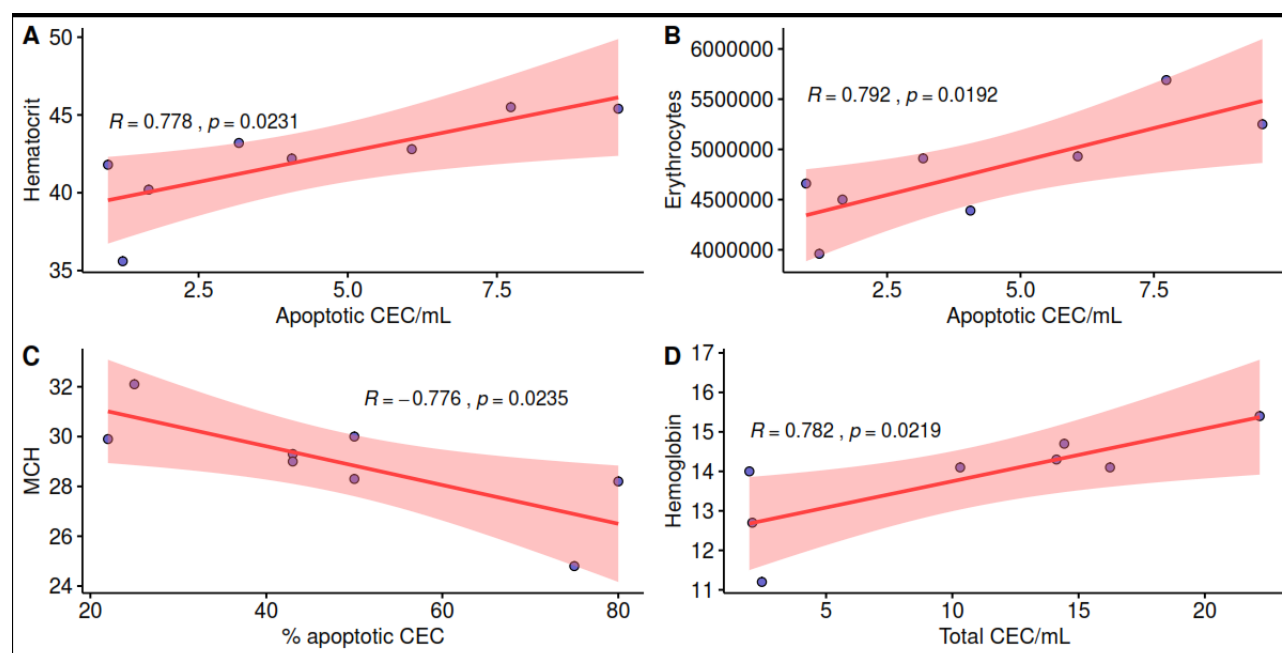 A
50
45
40
35
Hematocrit
R = 0.778 , p = 0.0231
2.5
5.0
7.5
Apoptotic CEC/mL
B
6000000
5500000
5000000
4500000
4000000
Erythrocytes
R = 0.792 , p = 0.0192
2.5
5.0
7.5
Apoptotic CEC/mL
C
32
30
28
26
24
MCH
R = −0.776 , p = 0.0235
20
40
60
80
% apoptotic CEC
D
17
16
15
14
13
12
11
Hemoglobin
R = 0.782 , p = 0.0219
5
10
15
20
Total CEC/mL